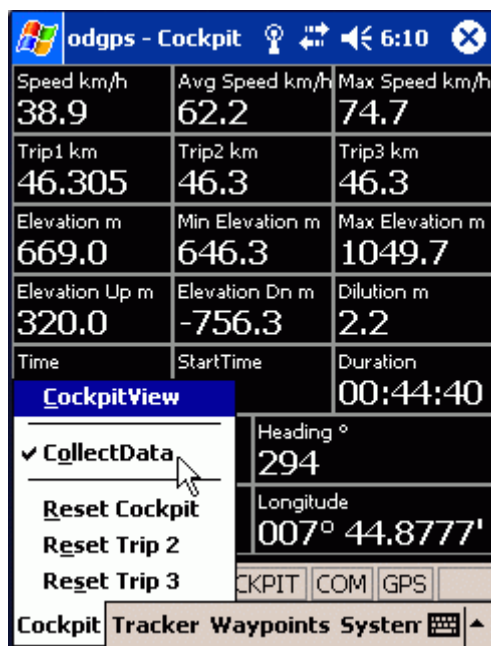 odgps - Cockpit 6:10
Speed km/h Avg Speed km/h Max Speed km/h
38.9 62.2 74.7
Trip1 km Trip2 km Trip3 km
46.305 46.3 46.3
Elevation m Min Elevation m Max Elevation m
669.0 646.3 1049.7
Elevation Up m Elevation Dn m Dilution m
320.0 -756.3 2.2
Time StartTime Duration
00:44:40
CockpitView
CollectData
Reset Cockpit
Reset Trip 2
Reset Trip 3
Heading °
294
Longitude
007° 44.8777'
CKPIT COM GPS
Cockpit Tracker Waypoints System